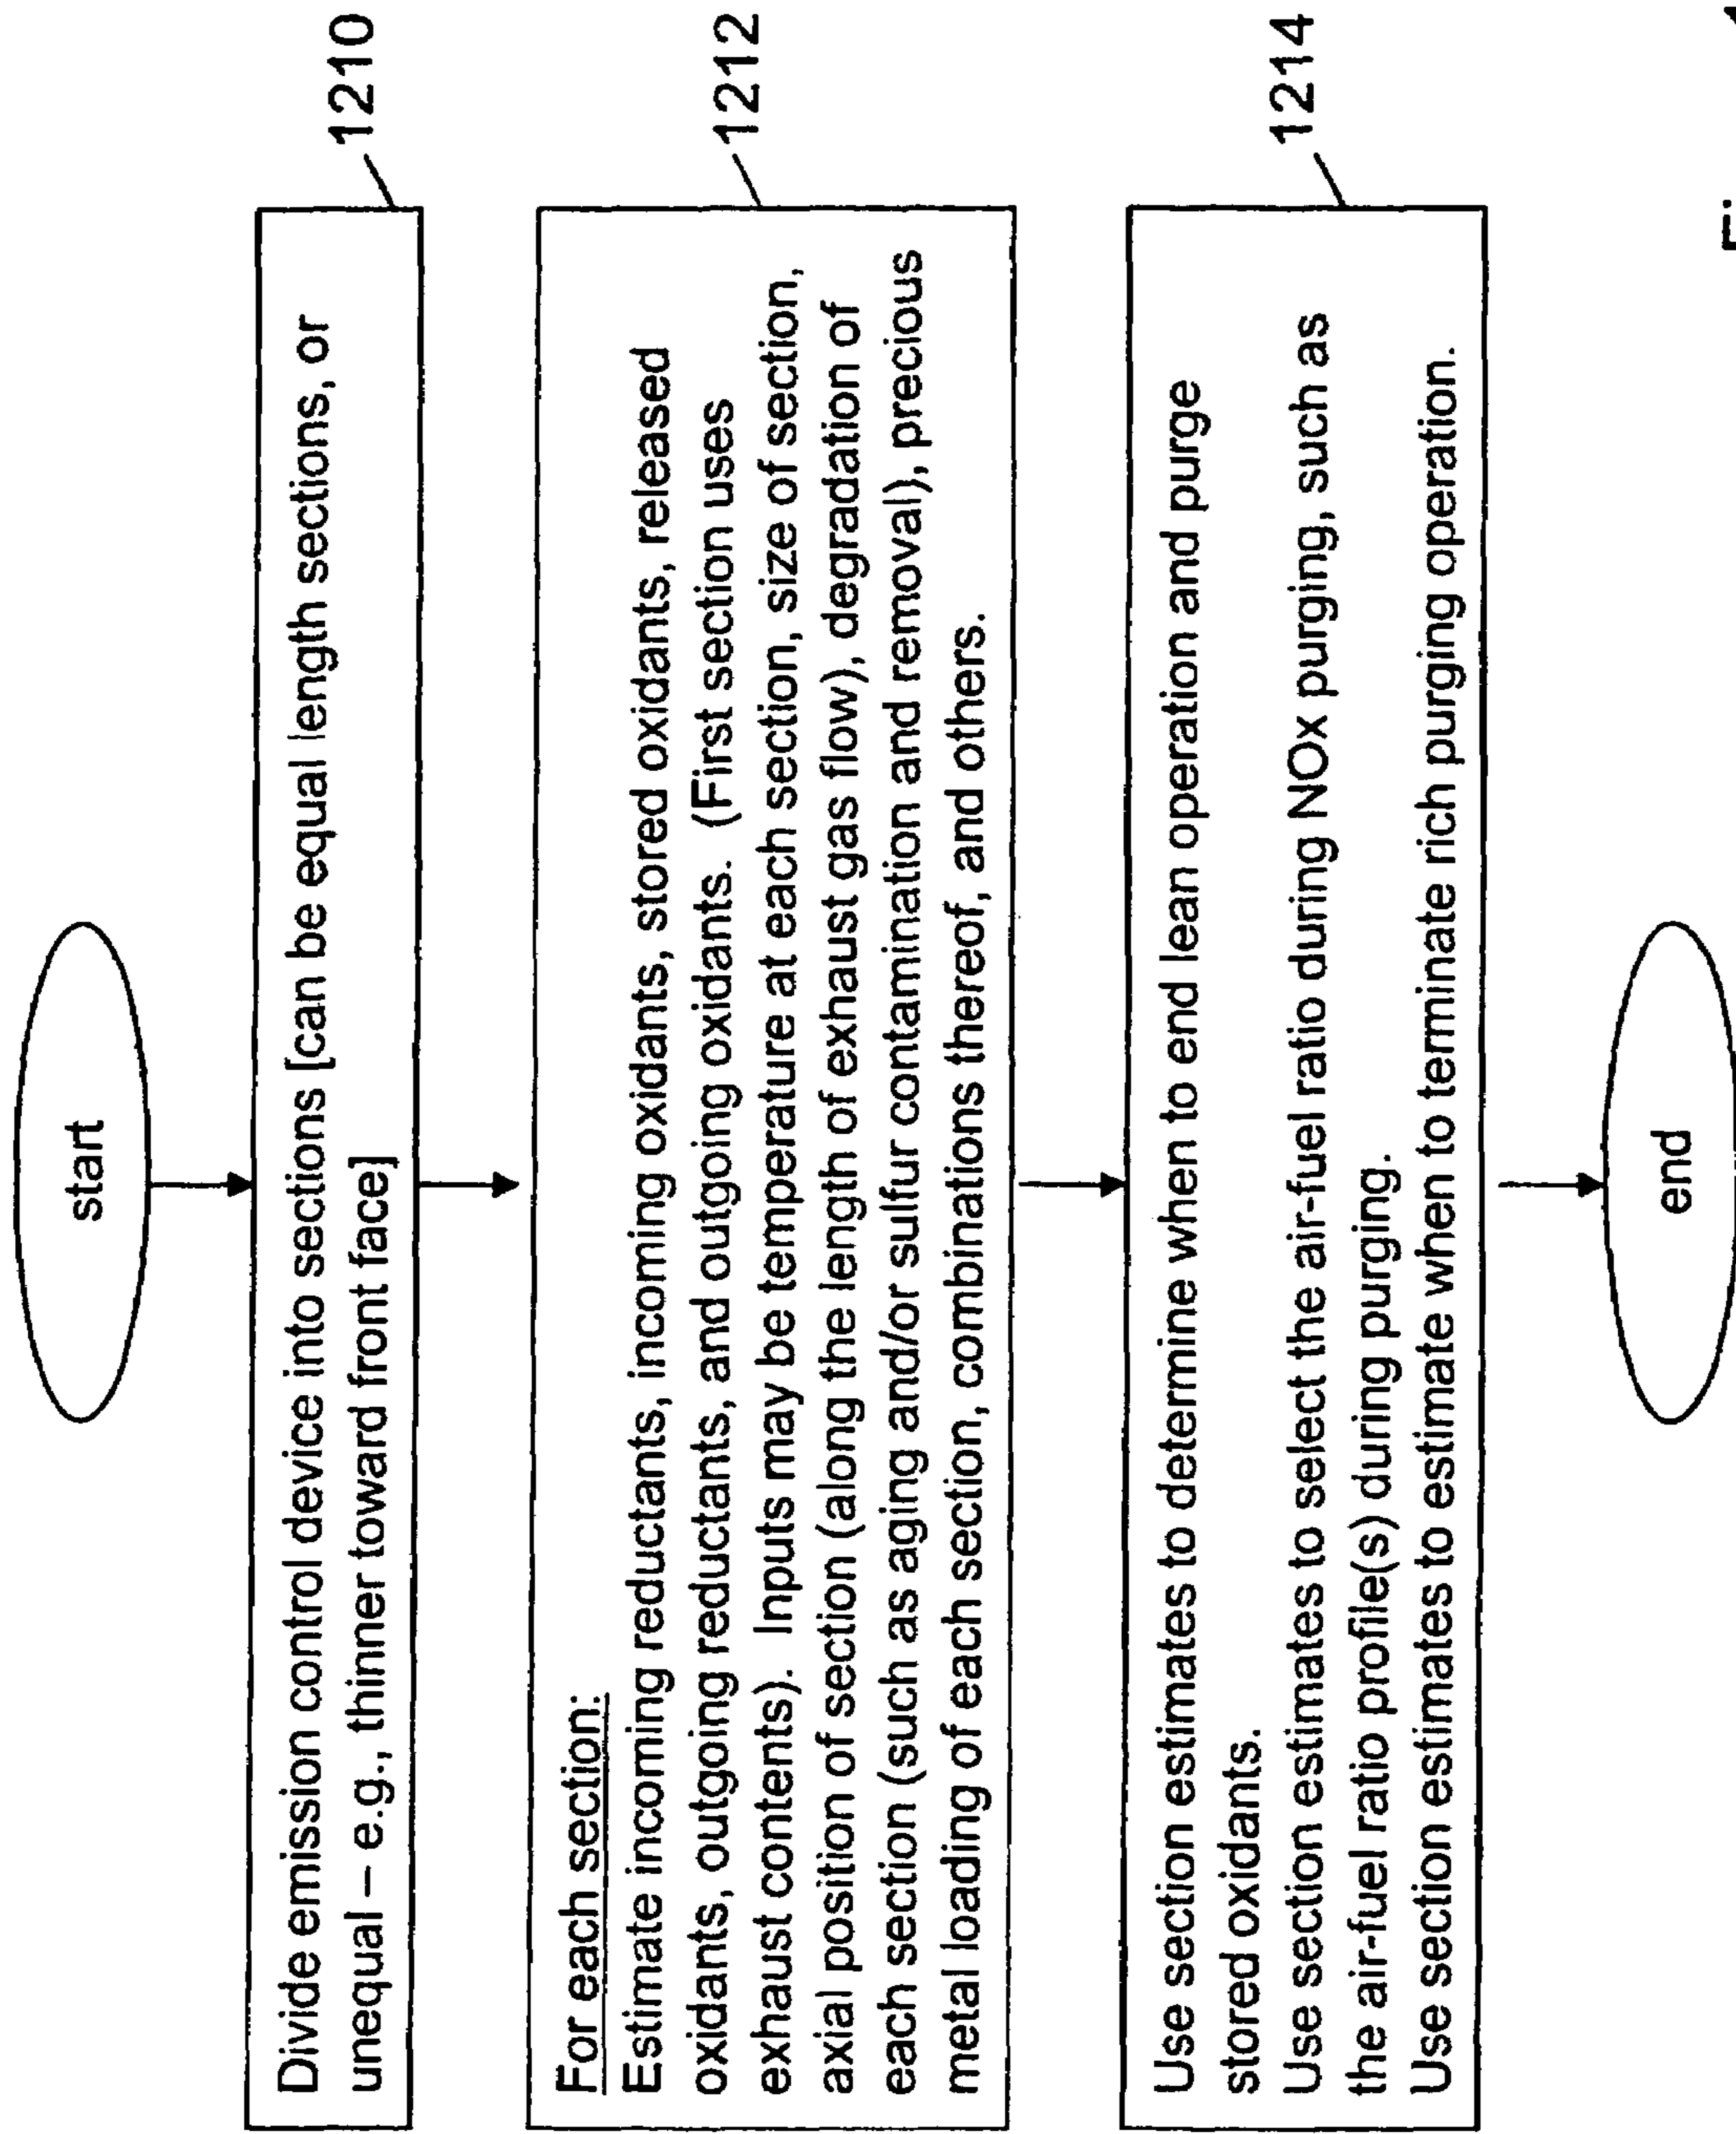 start
Divide emission control device into sections [can be equal length sections, or
unequal – e.g., thinner toward front face]
1210
For each section:
Estimate incoming reductants, incoming oxidants, stored oxidants, released
oxidants, outgoing reductants, and outgoing oxidants. (First section uses
exhaust contents). Inputs may be temperature at each section, size of section,
axial position of section (along the length of exhaust gas flow), degradation of
each section (such as aging and/or sulfur contamination and removal), precious
metal loading of each section, combinations thereof, and others.
1212
Use section estimates to determine when to end lean operation and purge
stored oxidants.
Use section estimates to select the air-fuel ratio during NOx purging, such as
the air-fuel ratio profile(s) during purging.
Use section estimates to estimate when to terminate rich purging operation.
1214
end